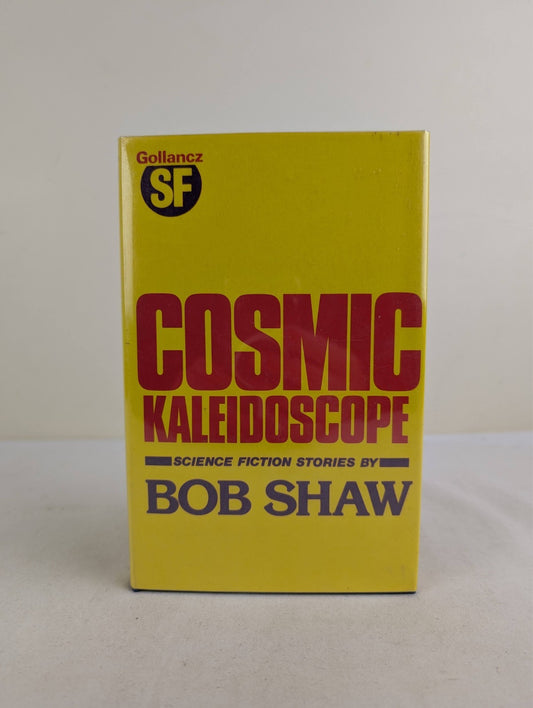 Gollancz
SF
COSMIC
KALEIDOSCOPE
SCIENCE FICTION STORIES BY
BOB SHAW